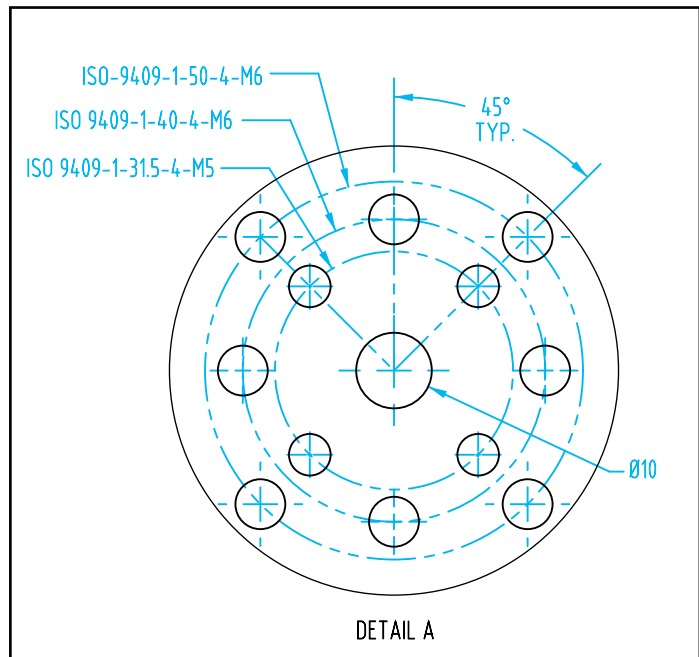 ISO-9409-1-50-4-M6
ISO 9409-1-40-4-M6
ISO 9409-1-31.5-4-M5
45°
TYP.
Ø10
DETAIL A